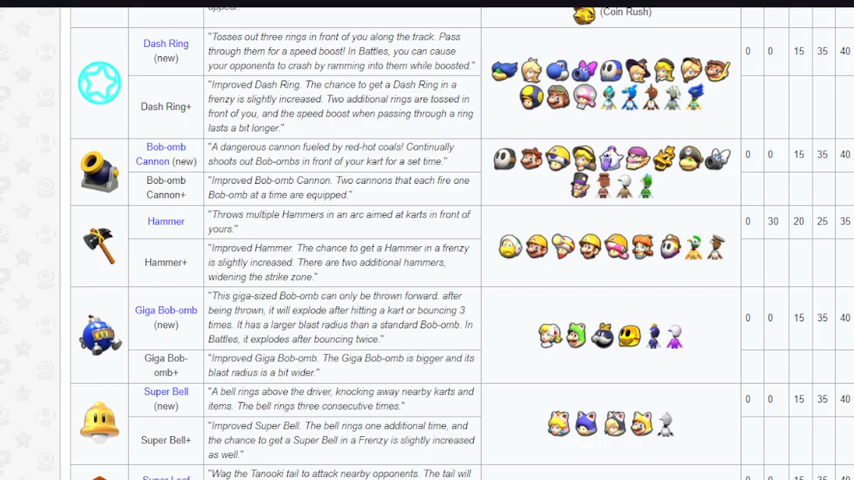 appear."
(Coin Rush)
Dash Ring
(new)
"Tosses out three rings in front of you along the track. Pass
through them for a speed boost! In Battles, you can cause
your opponents to crash by ramming into them while boosted."
0 0 15 35 40
Dash Ring+
"Improved Dash Ring. The chance to get a Dash Ring in a
frenzy is slightly increased. Two additional rings are tossed in
front of you, and the speed boost when passing through a ring
lasts a bit longer."
Bob-omb
Cannon (new)
"A dangerous cannon fueled by red-hot coals! Continually
shoots out Bob-ombs in front of your kart for a set time."
0 0 15 35 40
Bob-omb
Cannon+
"Improved Bob-omb Cannon. Two cannons that each fire one
Bob-omb at a time are equipped."
Hammer
"Throws multiple Hammers in an arc aimed at karts in front of
yours."
0 30 20 25 35
Hammer+
"Improved Hammer. The chance to get a Hammer in a frenzy
is slightly increased. There are two additional hammers,
widening the strike zone."
Giga Bob-omb
(new)
"This giga-sized Bob-omb can only be thrown forward. after
being thrown, it will explode after hitting a kart or bouncing 3
times. It has a larger blast radius than a standard Bob-omb. In
Battles, it explodes after bouncing twice."
0 0 15 35 40
Giga Bob-
omb+
"Improved Giga Bob-omb. The Giga Bob-omb is bigger and its
blast radius is a bit wider."
Super Bell
(new)
"A bell rings above the driver, knocking away nearby karts and
items. The bell rings three consecutive times."
0 0 15 35 40
Super Bell+
"Improved Super Bell. The bell rings one additional time, and
the chance to get a Super Bell in a Frenzy is slightly increased
as well."
Super Leaf
"Wag the Tanooki tail to attack nearby opponents. The tail will
0 0 15 35 40